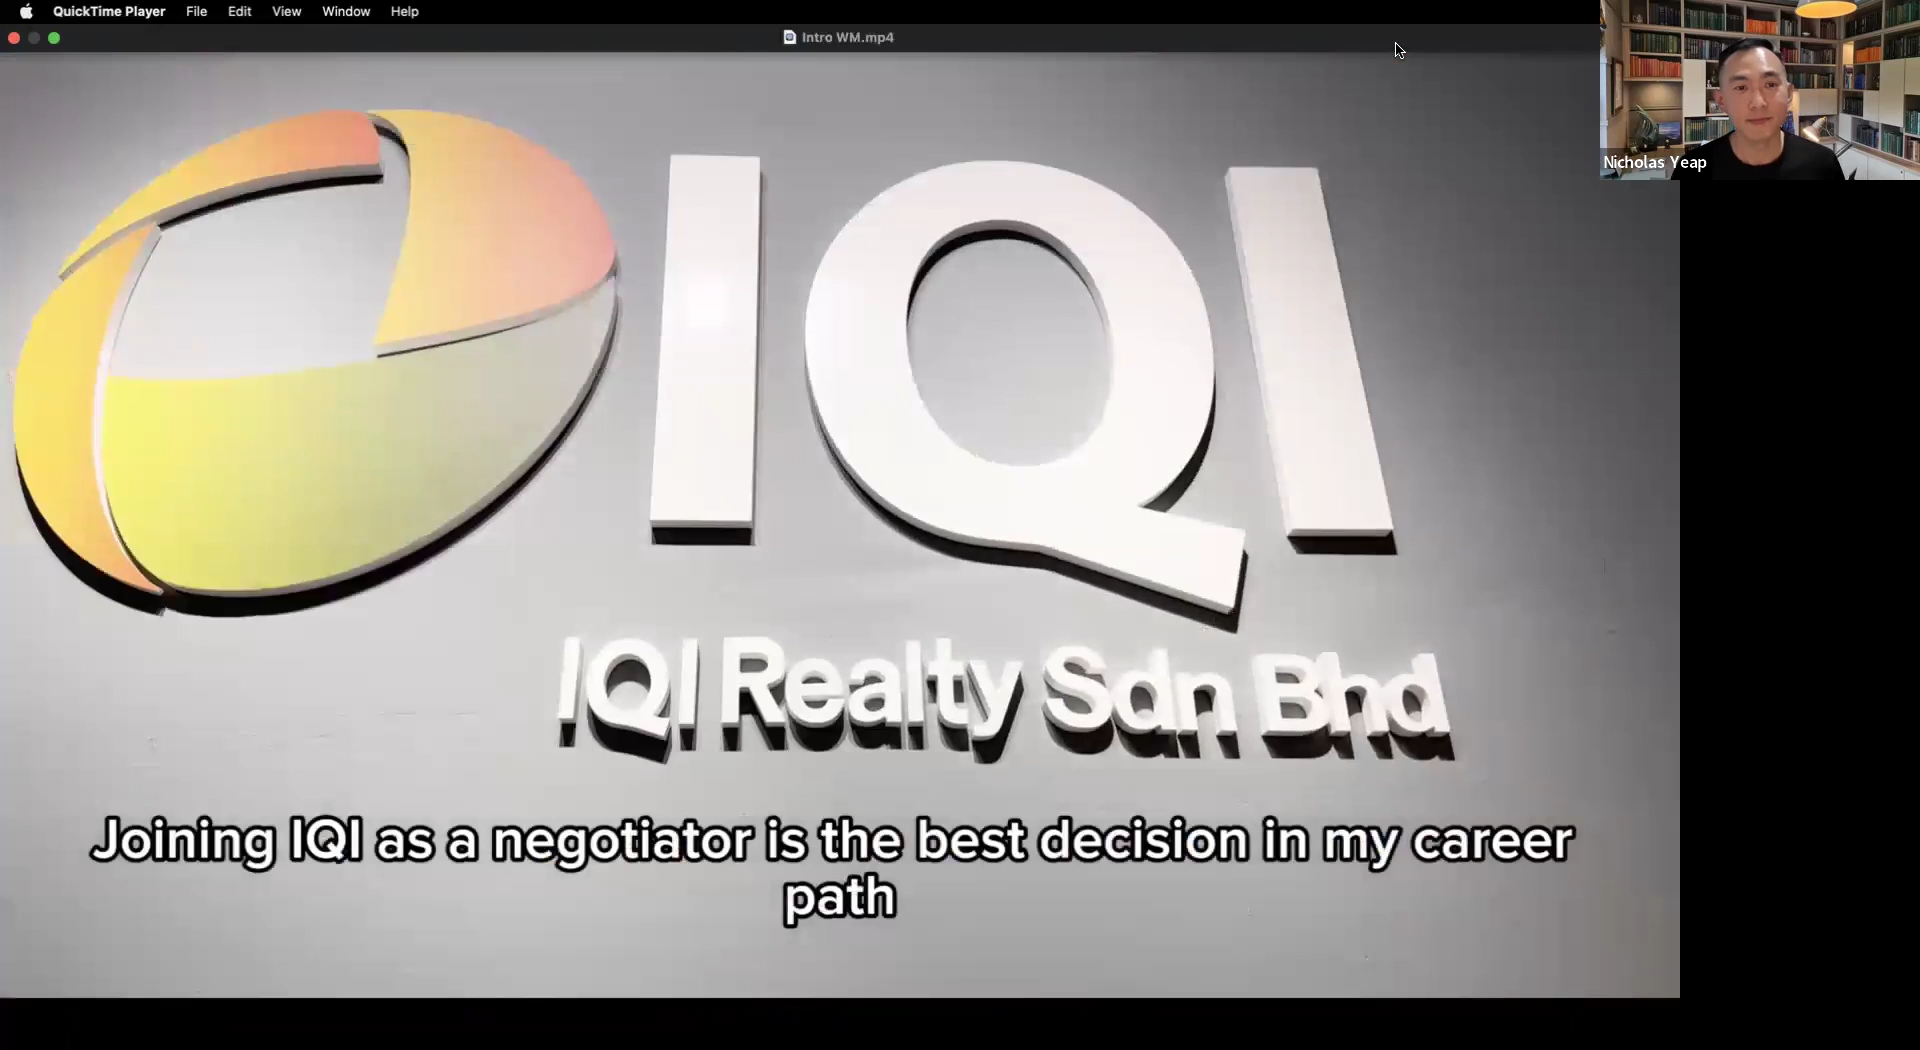 QuickTime Player File Edit View Window Help
Intro WM.mp4
Nicholas Yeap
IQI
IQI Realty Sdn Bhd
Joining IQI as a negotiator is the best decision in my career
path